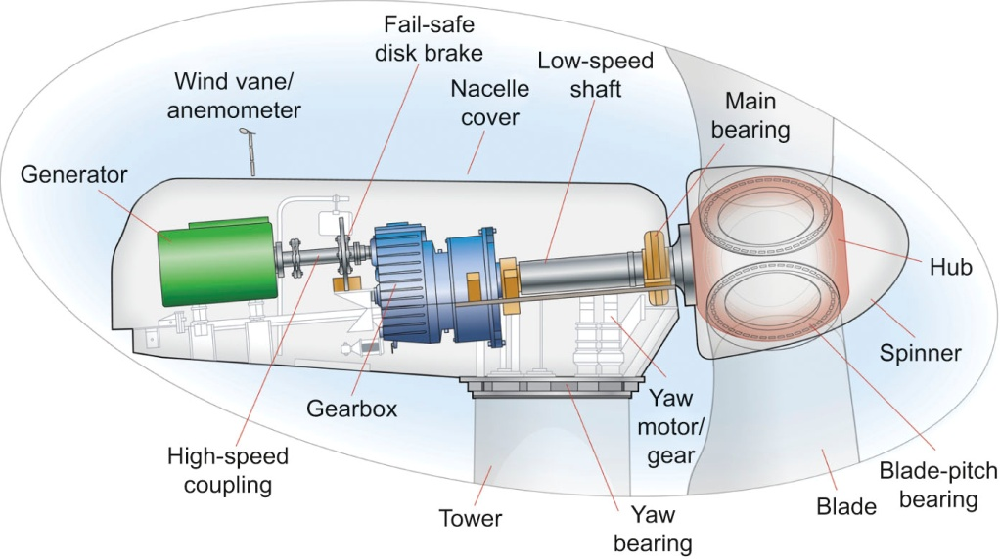 Fail-safe
disk brake
Low-speed
shaft
Wind vane/
anemometer
Nacelle
cover
Main
bearing
Generator
Hub
Spinner
Gearbox
Yaw
motor/
gear
High-speed
coupling
Blade-pitch
bearing
Blade
Tower
Yaw
bearing